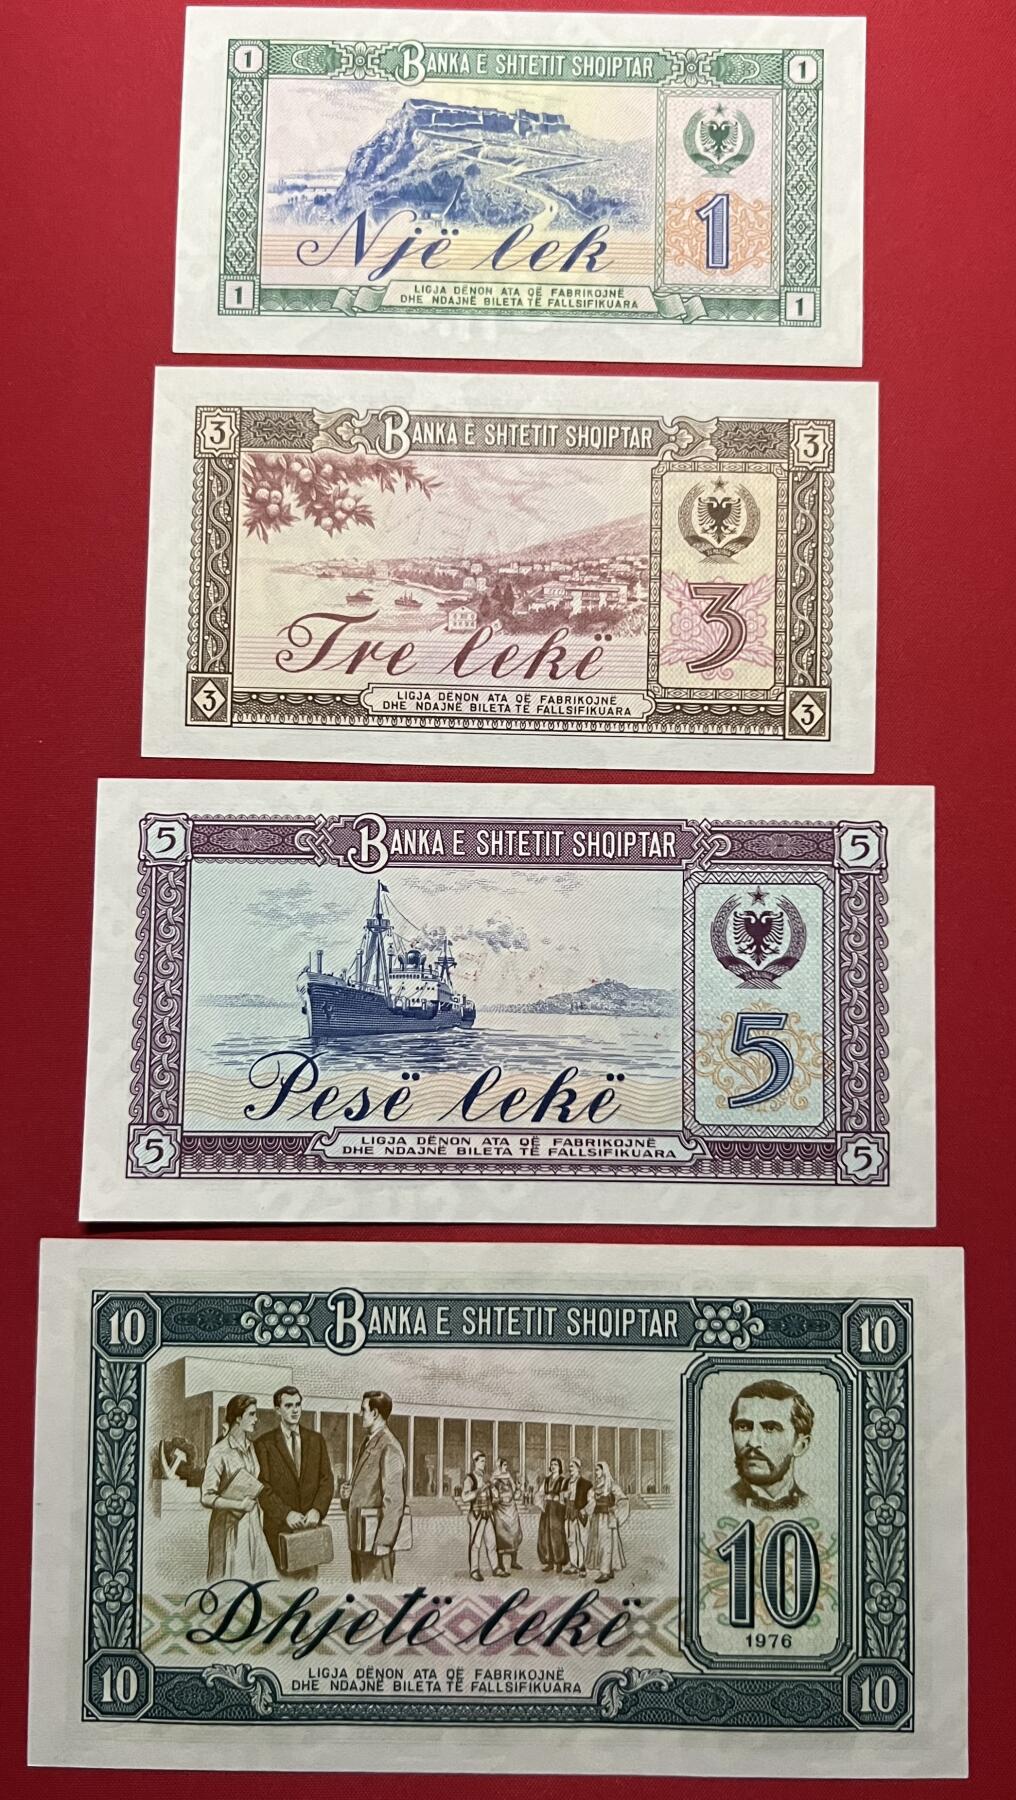 1
BANKA E SHTETIT SHQIPTAR
1
1
Një lek
LIGJA DËNON ATA QË FABRIKOJNË
DHE NDAJNË BILETA TË FALLSIFIKUARA
1
1
3
BANKA E SHTETIT SHQIPTAR
3
3
Tre lekë
LIGJA DËNON ATA QË FABRIKOJNË
DHE NDAJNË BILETA TË FALLSIFIKUARA
3
3
5
BANKA E SHTETIT SHQIPTAR
5
5
Pesë lekë
LIGJA DËNON ATA QË FABRIKOJNË
DHE NDAJNË BILETA TË FALLSIFIKUARA
5
5
10
BANKA E SHTETIT SHQIPTAR
10
10
1976
Dhjetë lekë
LIGJA DËNON ATA QË FABRIKOJNË
DHE NDAJNË BILETA TË FALLSIFIKUARA
10
10